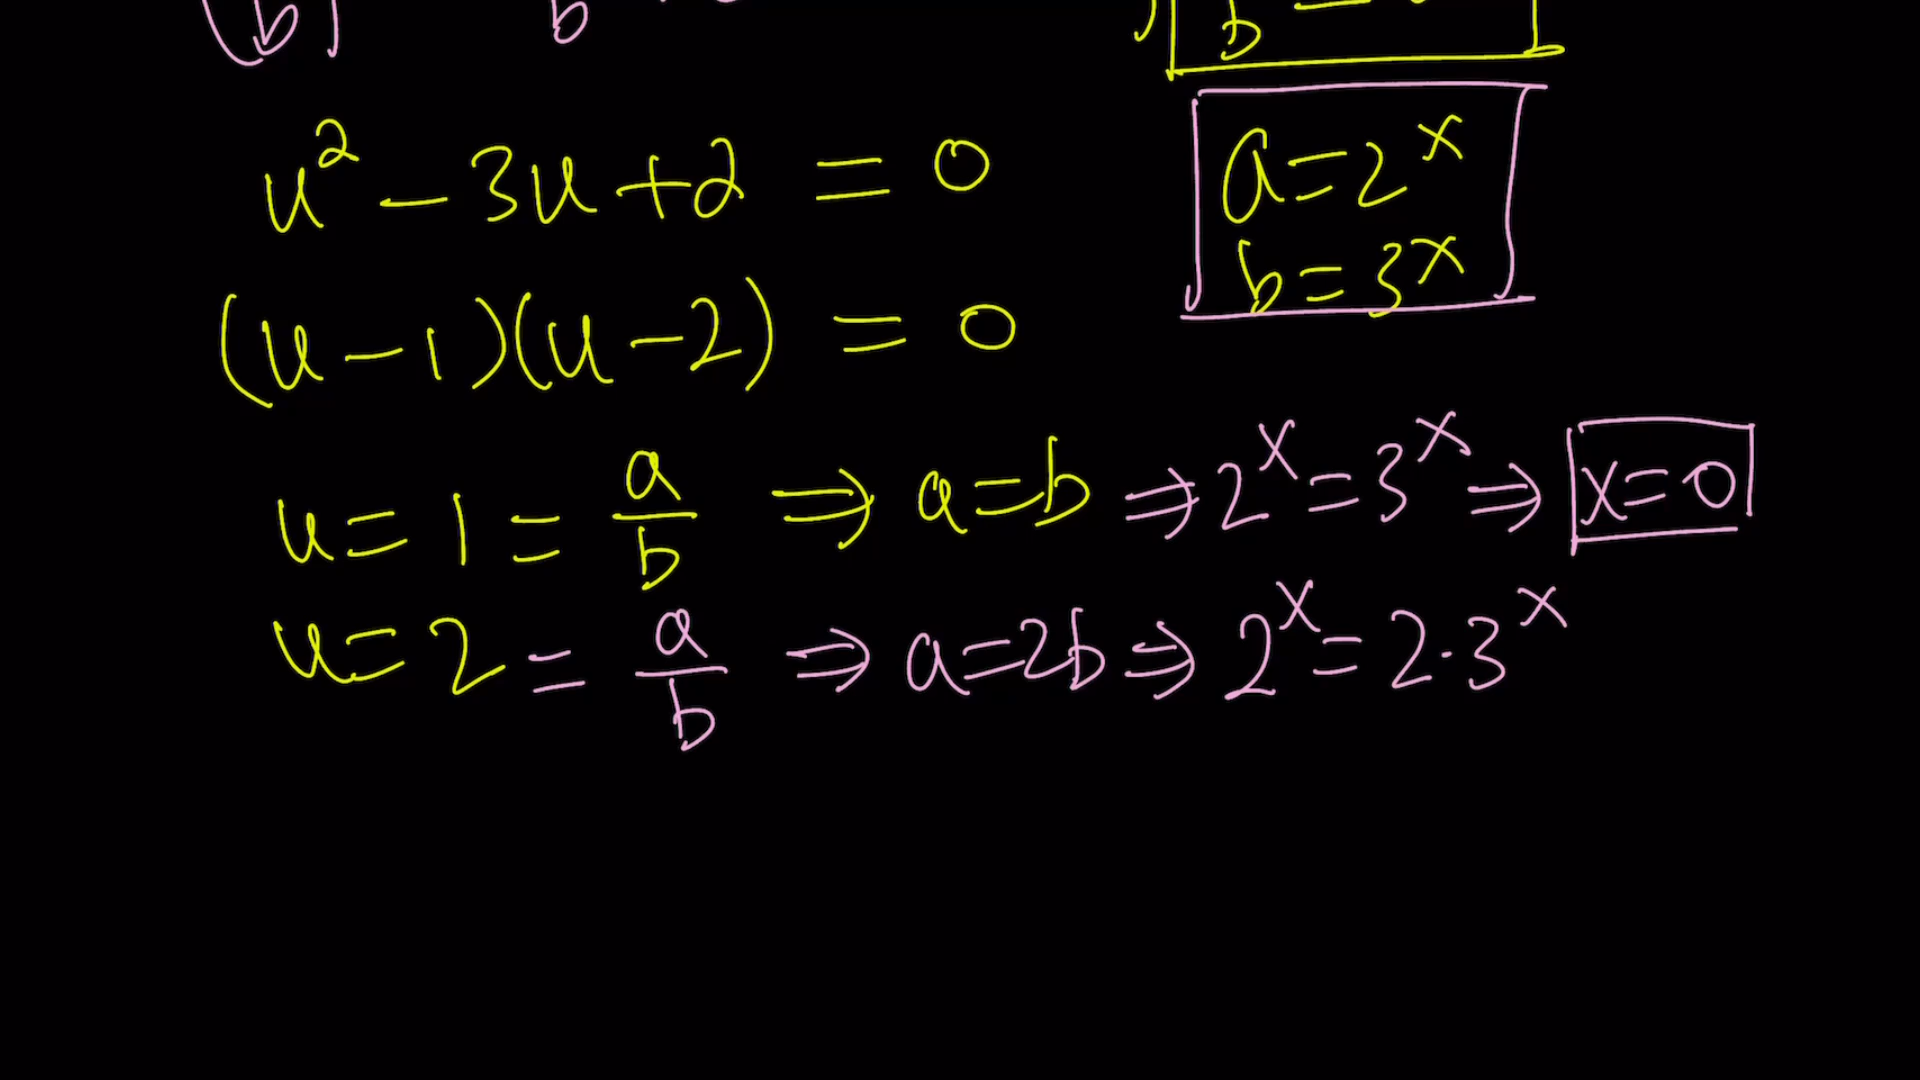 (b) b b =
u² - 3u + 2 = 0
a = 2ˣ
b = 3ˣ
(u - 1)(u - 2) = 0
u = 1 = a/b ⇒ a = b ⇒ 2ˣ = 3ˣ ⇒ x = 0
u = 2 = a/b ⇒ a = 2b ⇒ 2ˣ = 2·3ˣ